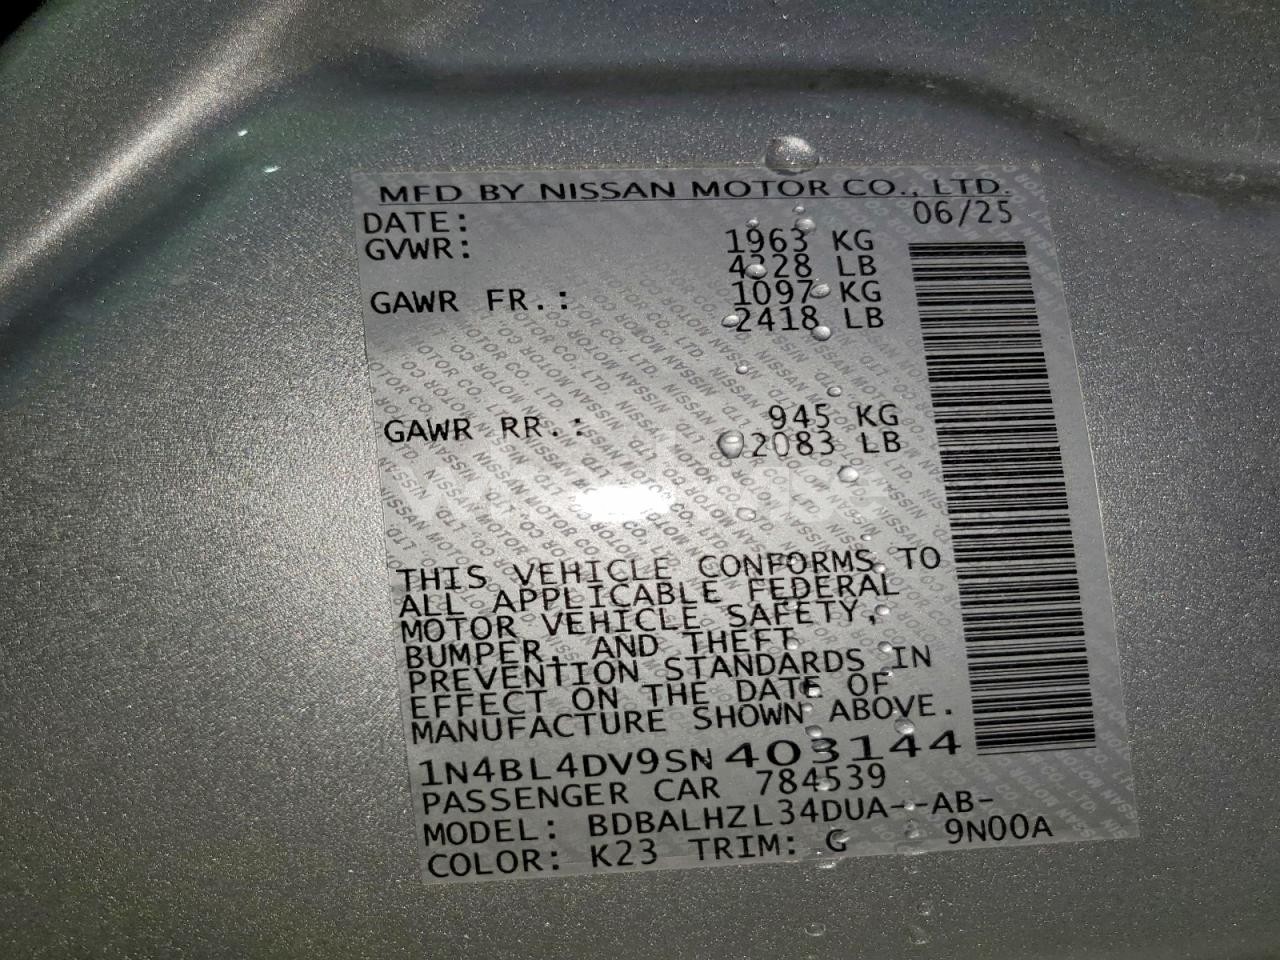 MFD BY NISSAN MOTOR CO., LTD.
DATE: 06/25
GVWR: 1963 KG
4328 LB
GAWR FR.: 1097 KG
2418 LB
GAWR RR.: 945 KG
2083 LB
THIS VEHICLE CONFORMS TO
ALL APPLICABLE FEDERAL
MOTOR VEHICLE SAFETY,
BUMPER, AND THEFT
PREVENTION STANDARDS IN
EFFECT ON THE DATE OF
MANUFACTURE SHOWN ABOVE.
1N4BL4DV9SN403144
PASSENGER CAR 784539
MODEL: BDBALHZL34DUA--AB-
COLOR: K23 TRIM: G 9N00A